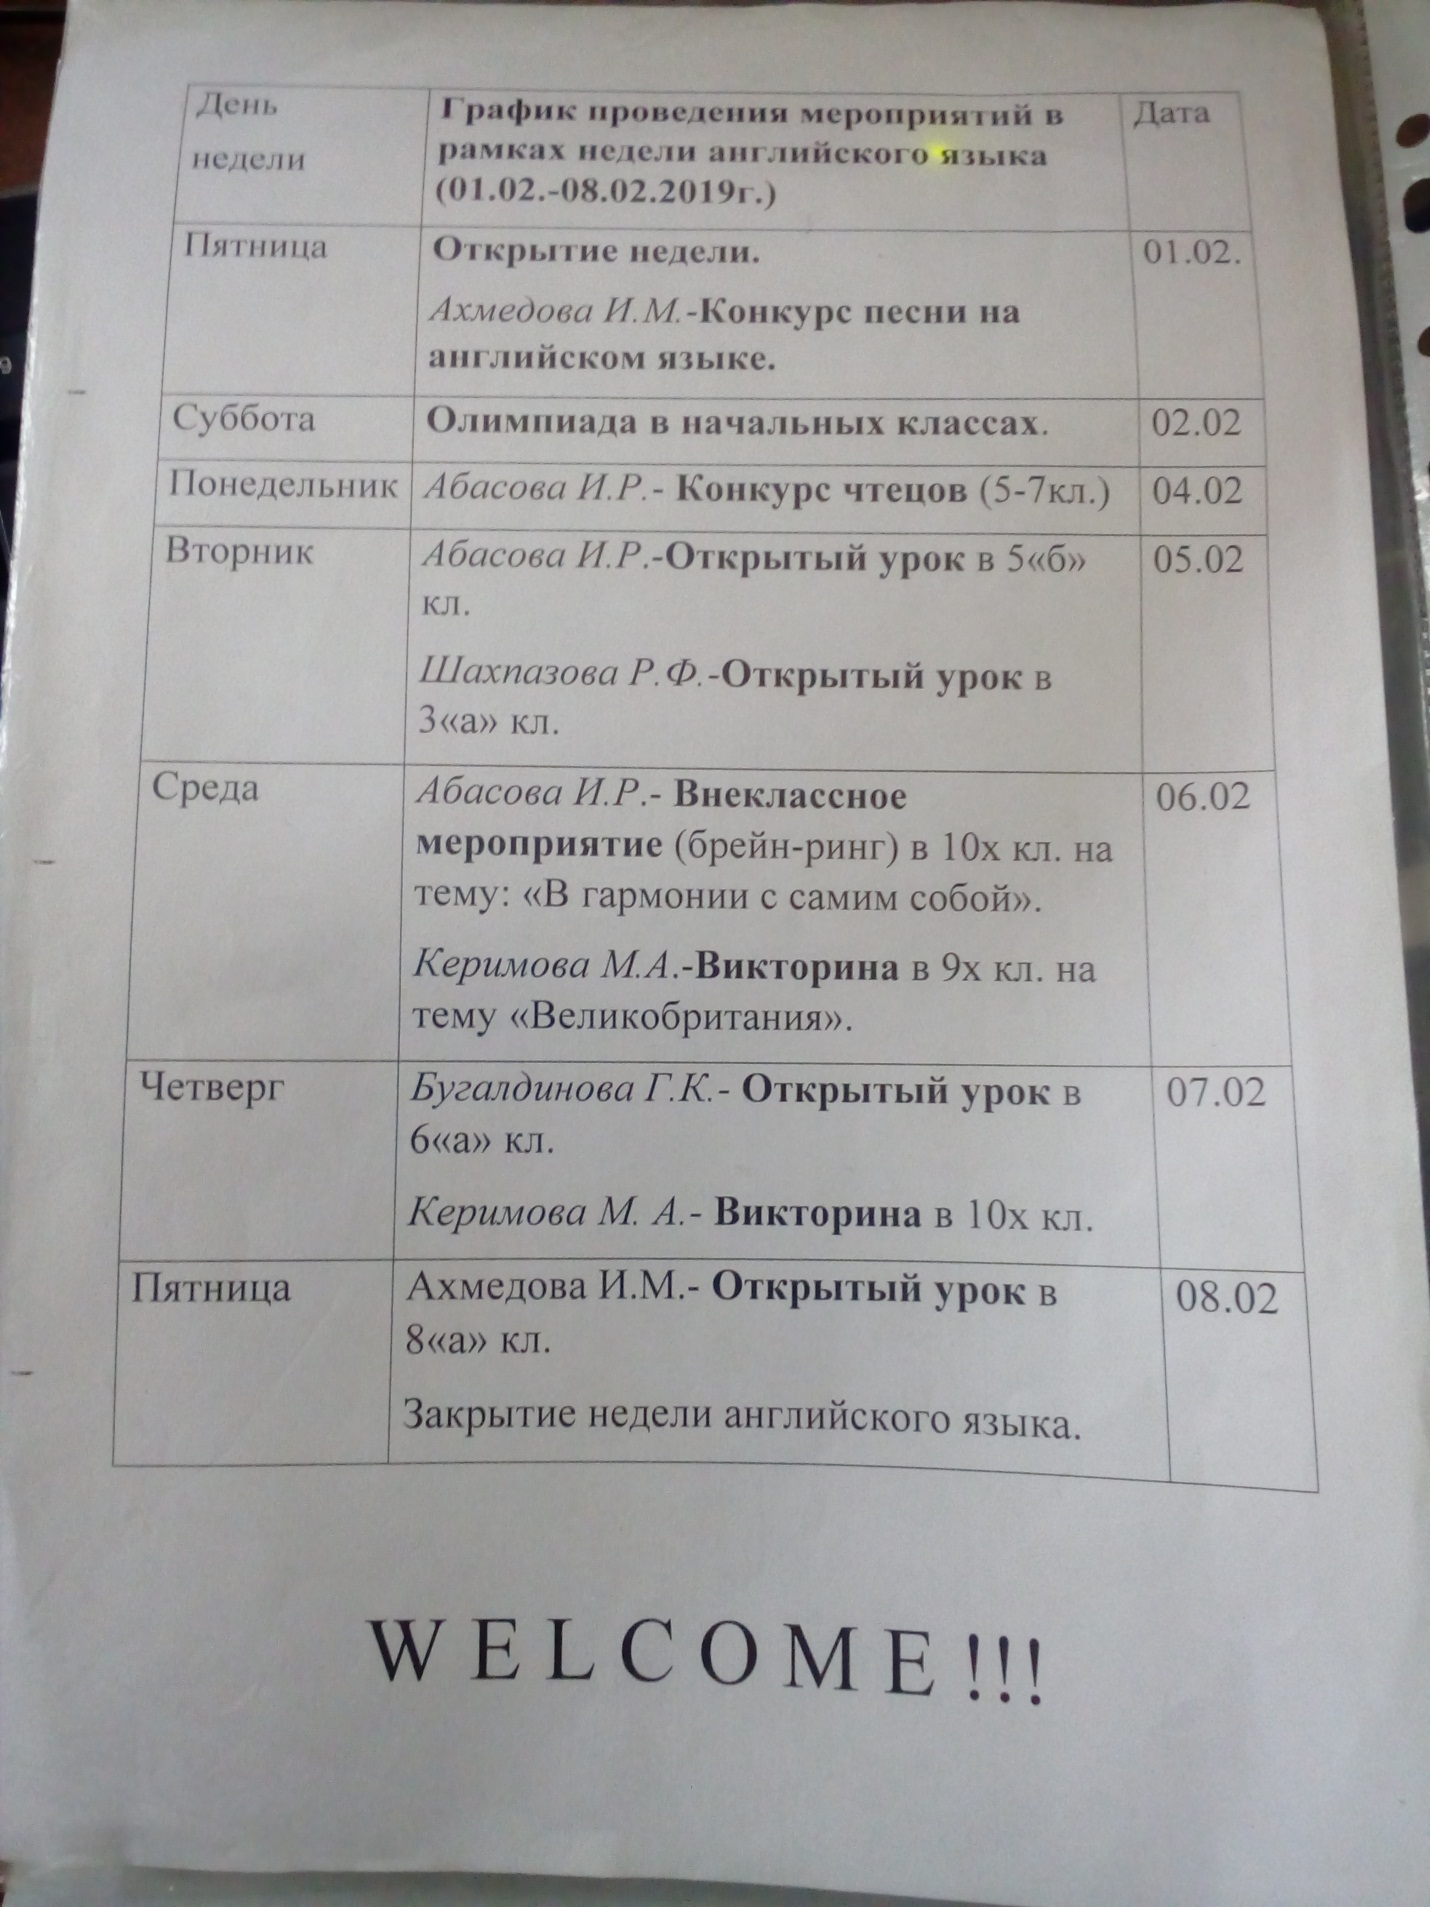 День
недели
График проведения мероприятий в
рамках недели английского языка
(01.02.-08.02.2019г.)
Дата
Пятница
Открытие недели.
01.02.
Ахмедова И.М.-Конкурс песни на
английском языке.
Суббота
Олимпиада в начальных классах.
02.02
Понедельник
Абасова И.Р.- Конкурс чтецов (5-7кл.)
04.02
Вторник
Абасова И.Р.-Открытый урок в 5«б»
кл.
05.02
Шахпазова Р.Ф.-Открытый урок в
3«а» кл.
Среда
Абасова И.Р.- Внеклассное
мероприятие (брейн-ринг) в 10х кл. на
тему: «В гармонии с самим собой».
06.02
Керимова М.А.-Викторина в 9х кл. на
тему «Великобритания».
Четверг
Бугалдинова Г.К.- Открытый урок в
6«а» кл.
07.02
Керимова М. А.- Викторина в 10х кл.
Пятница
Ахмедова И.М.- Открытый урок в
8«а» кл.
08.02
Закрытие недели английского языка.
WELCOME!!!